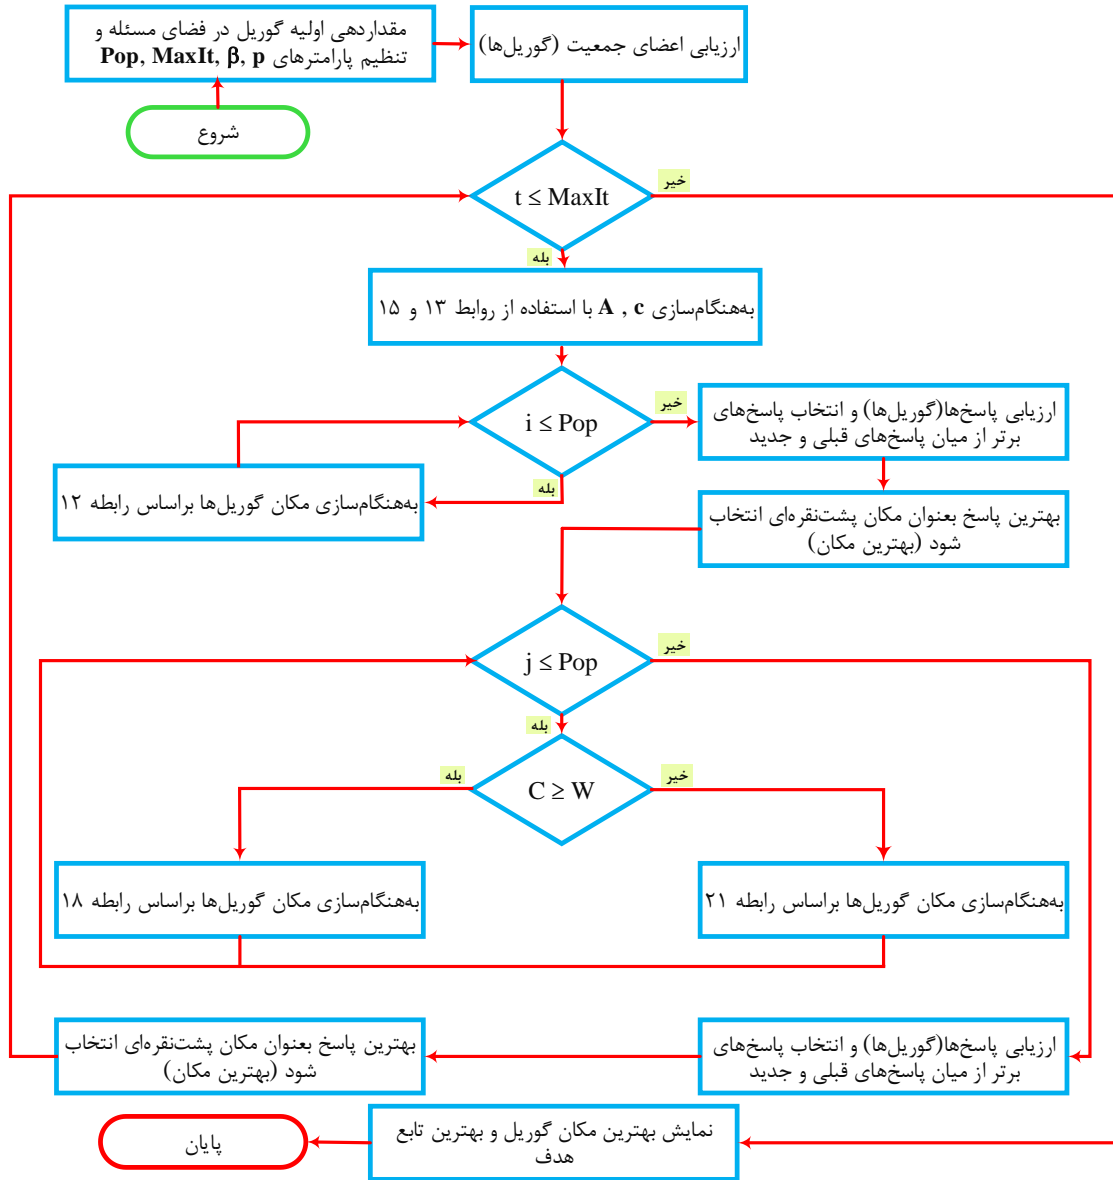 مقداردهی اولیه گوریل در فضای مسئله و
تنظیم پارامترهای Pop, MaxIt, β, p
ارزیابی اعضای جمعیت (گوریل‌ها)
شروع
t ≤ MaxIt
خیر
بله
به‌هنگام‌سازی A , c با استفاده از روابط ۱۳ و ۱۵
i ≤ Pop
خیر
بله
ارزیابی پاسخ‌ها(گوریل‌ها) و انتخاب پاسخ‌های
برتر از میان پاسخ‌های قبلی و جدید
به‌هنگام‌سازی مکان گوریل‌ها براساس رابطه ۱۲
بهترین پاسخ بعنوان مکان پشت‌نقره‌ای انتخاب
شود (بهترین مکان)
j ≤ Pop
خیر
بله
C ≥ W
بله
خیر
به‌هنگام‌سازی مکان گوریل‌ها براساس رابطه ۲۱
به‌هنگام‌سازی مکان گوریل‌ها براساس رابطه ۱۸
ارزیابی پاسخ‌ها(گوریل‌ها) و انتخاب پاسخ‌های
برتر از میان پاسخ‌های قبلی و جدید
بهترین پاسخ بعنوان مکان پشت‌نقره‌ای انتخاب
شود (بهترین مکان)
نمایش بهترین مکان گوریل و بهترین تابع
هدف
پایان